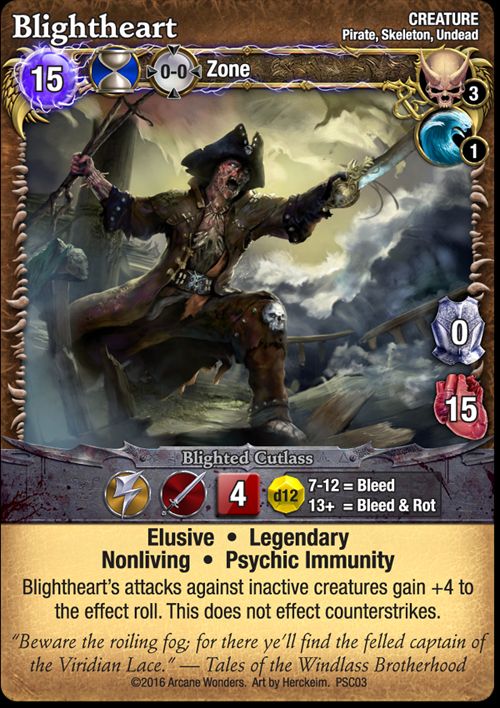 Blightheart
CREATURE
Pirate, Skeleton, Undead
15
0-0 Zone
3
1
0
15
Blighted Cutlass
4 d12 7-12 = Bleed
13+ = Bleed & Rot
Elusive • Legendary
Nonliving • Psychic Immunity
Blightheart's attacks against inactive creatures gain +4 to
the effect roll. This does not effect counterstrikes.
"Beware the roiling fog; for there ye'll find the felled captain of
the Viridian Lace." — Tales of the Windlass Brotherhood
©2016 Arcane Wonders. Art by Herckeim. PSC03